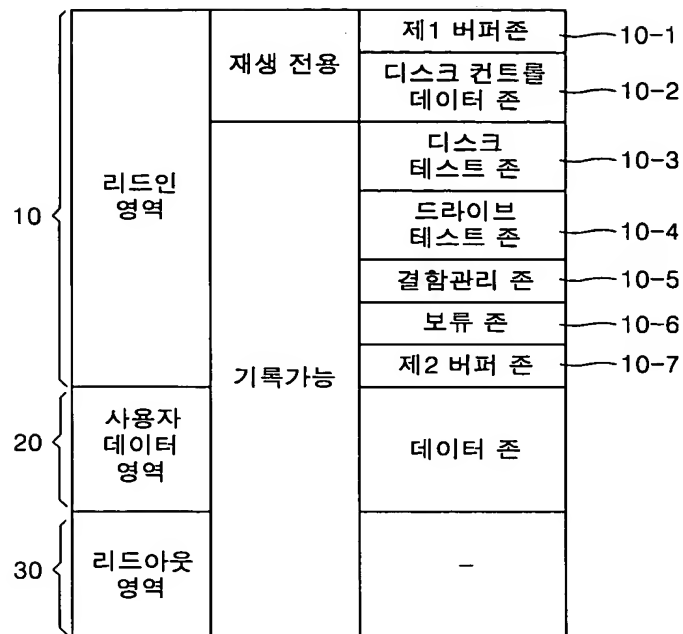 제1 버퍼존
10-1
재생 전용
디스크 컨트롤
데이터 존
10-2
디스크
테스트 존
10-3
리드인
영역
10
드라이브
테스트 존
10-4
결함관리 존
10-5
보류 존
10-6
기록가능
제2 버퍼 존
10-7
20
사용자
데이터
영역
데이터 존
30
리드아웃
영역
–